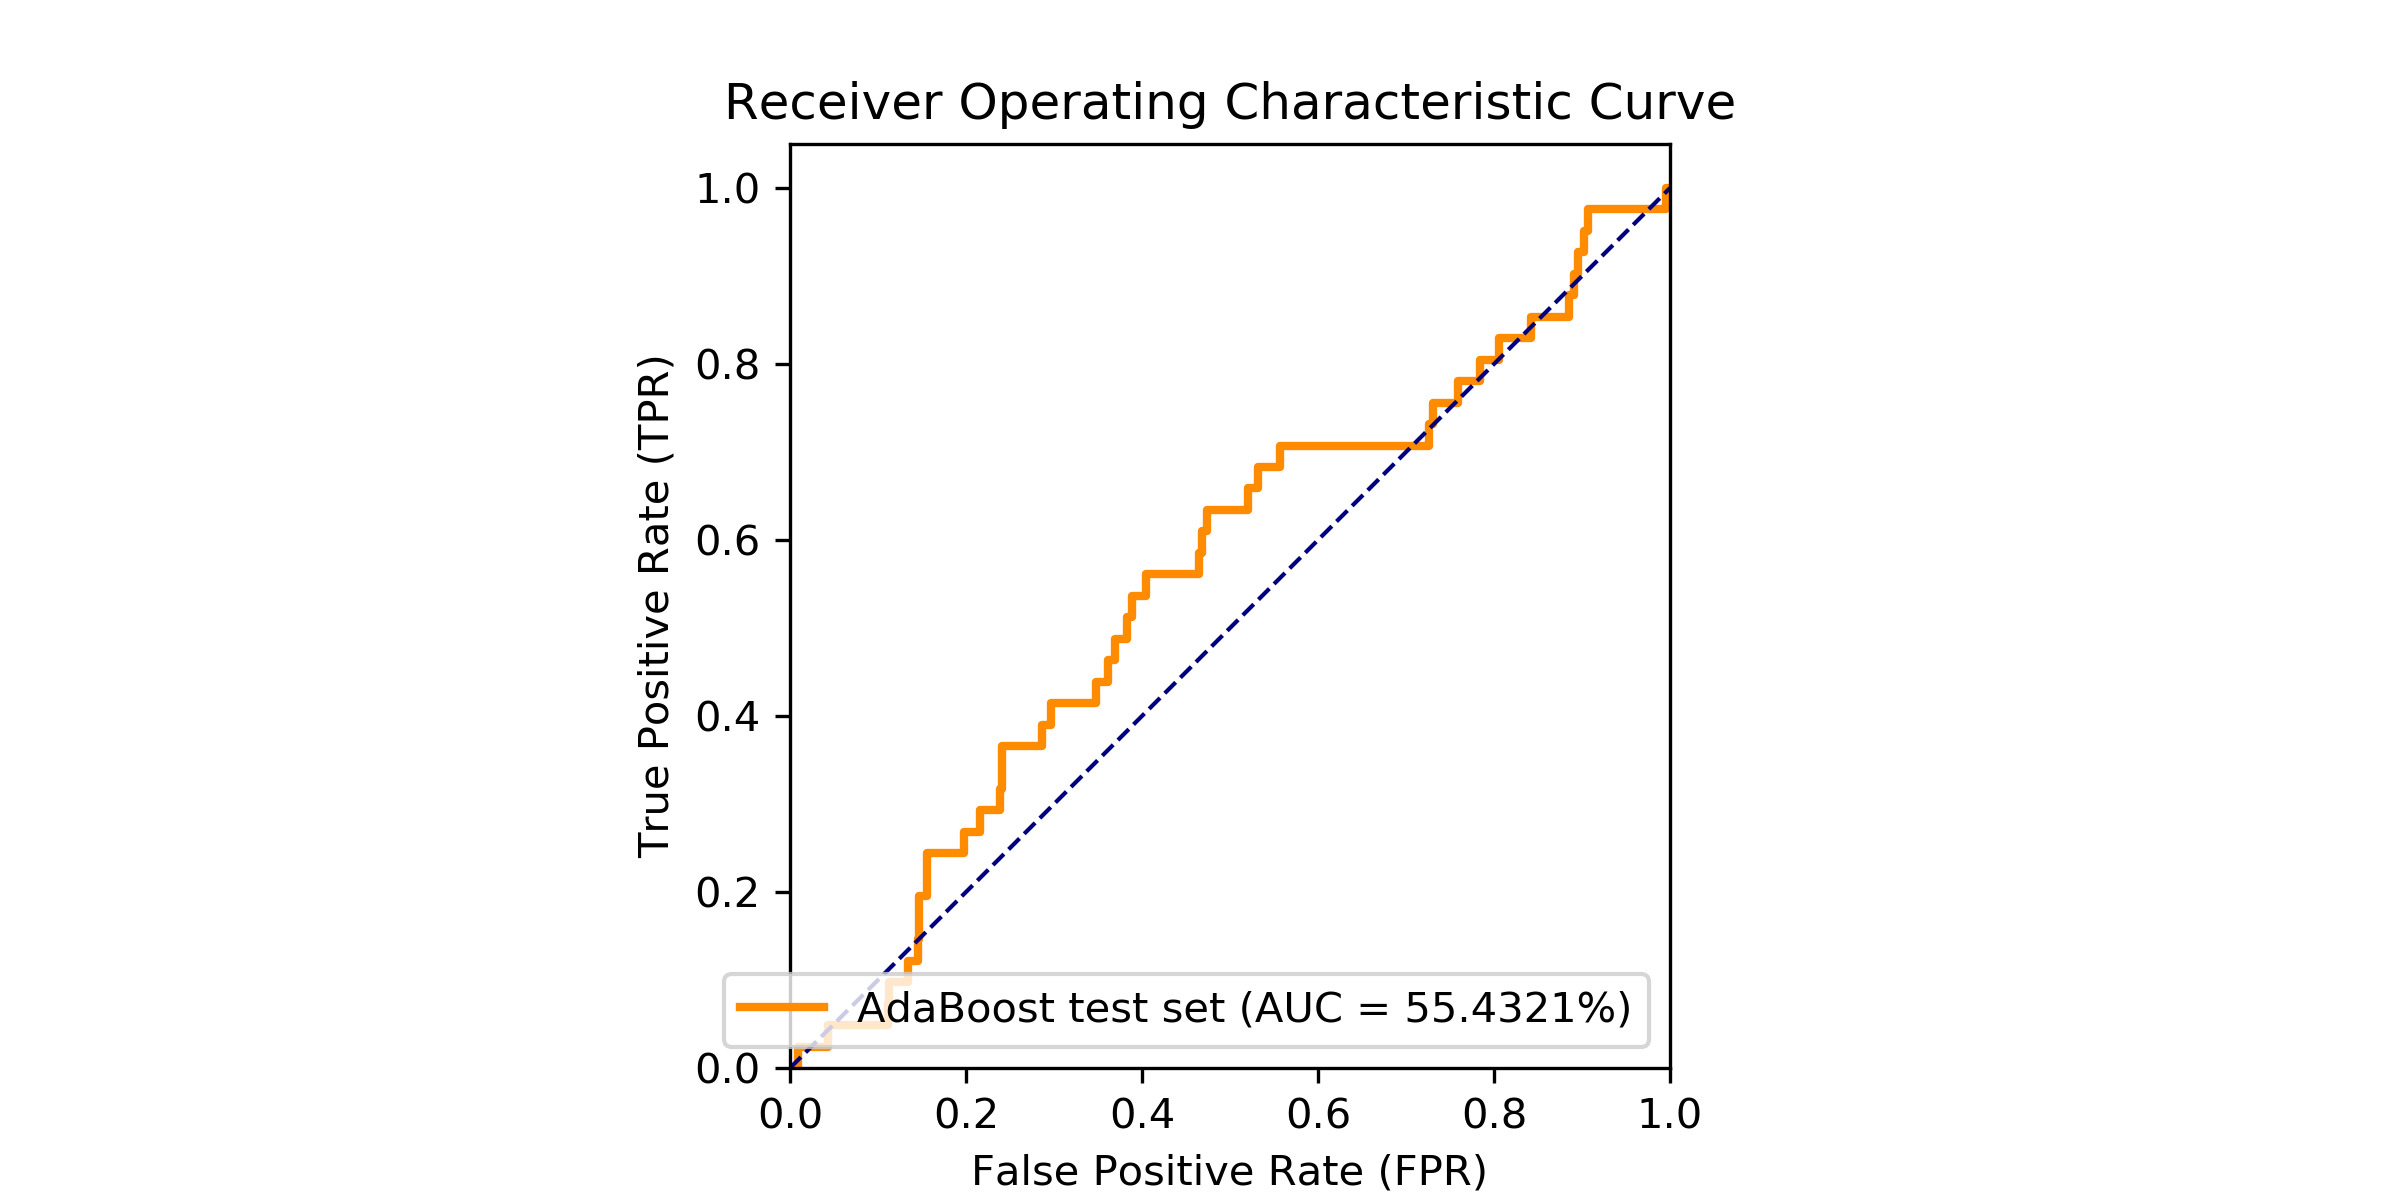 Receiver Operating Characteristic Curve
True Positive Rate (TPR)
1.0
0.8
0.6
0.4
0.2
0.0
AdaBoost test set (AUC = 55.4321%)
0.0 0.2 0.4 0.6 0.8 1.0
False Positive Rate (FPR)